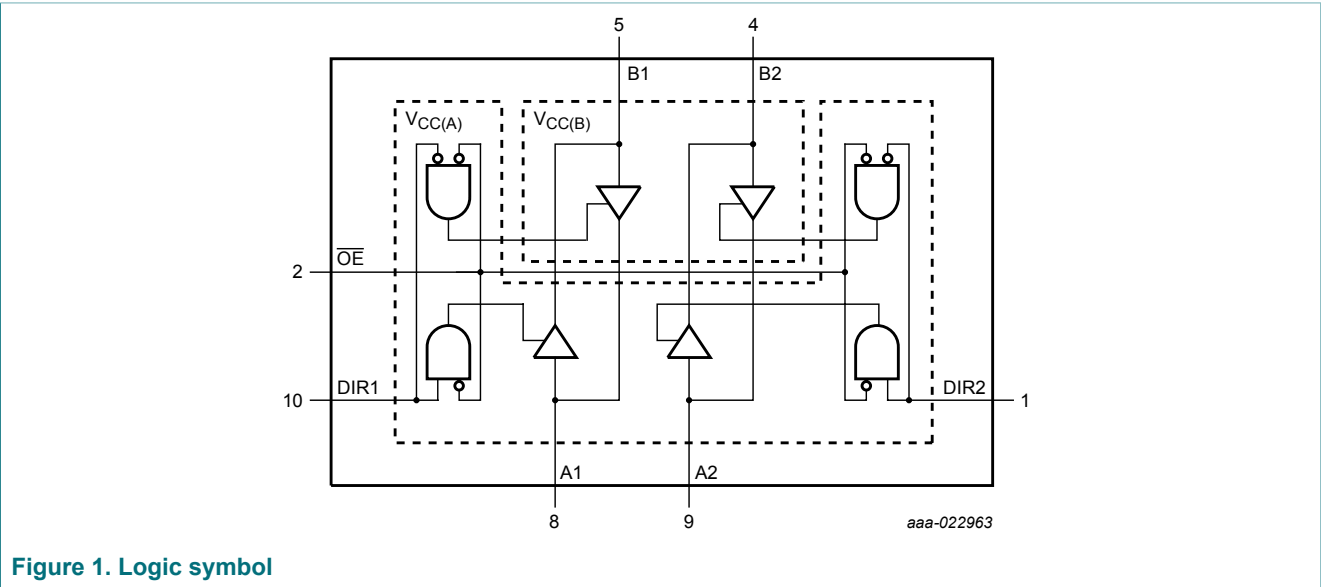 5 4
B1 B2
VCC(A) VCC(B)
2 OE
10 DIR1 DIR2 1
A1 A2
8 9 aaa-022963
Figure 1. Logic symbol